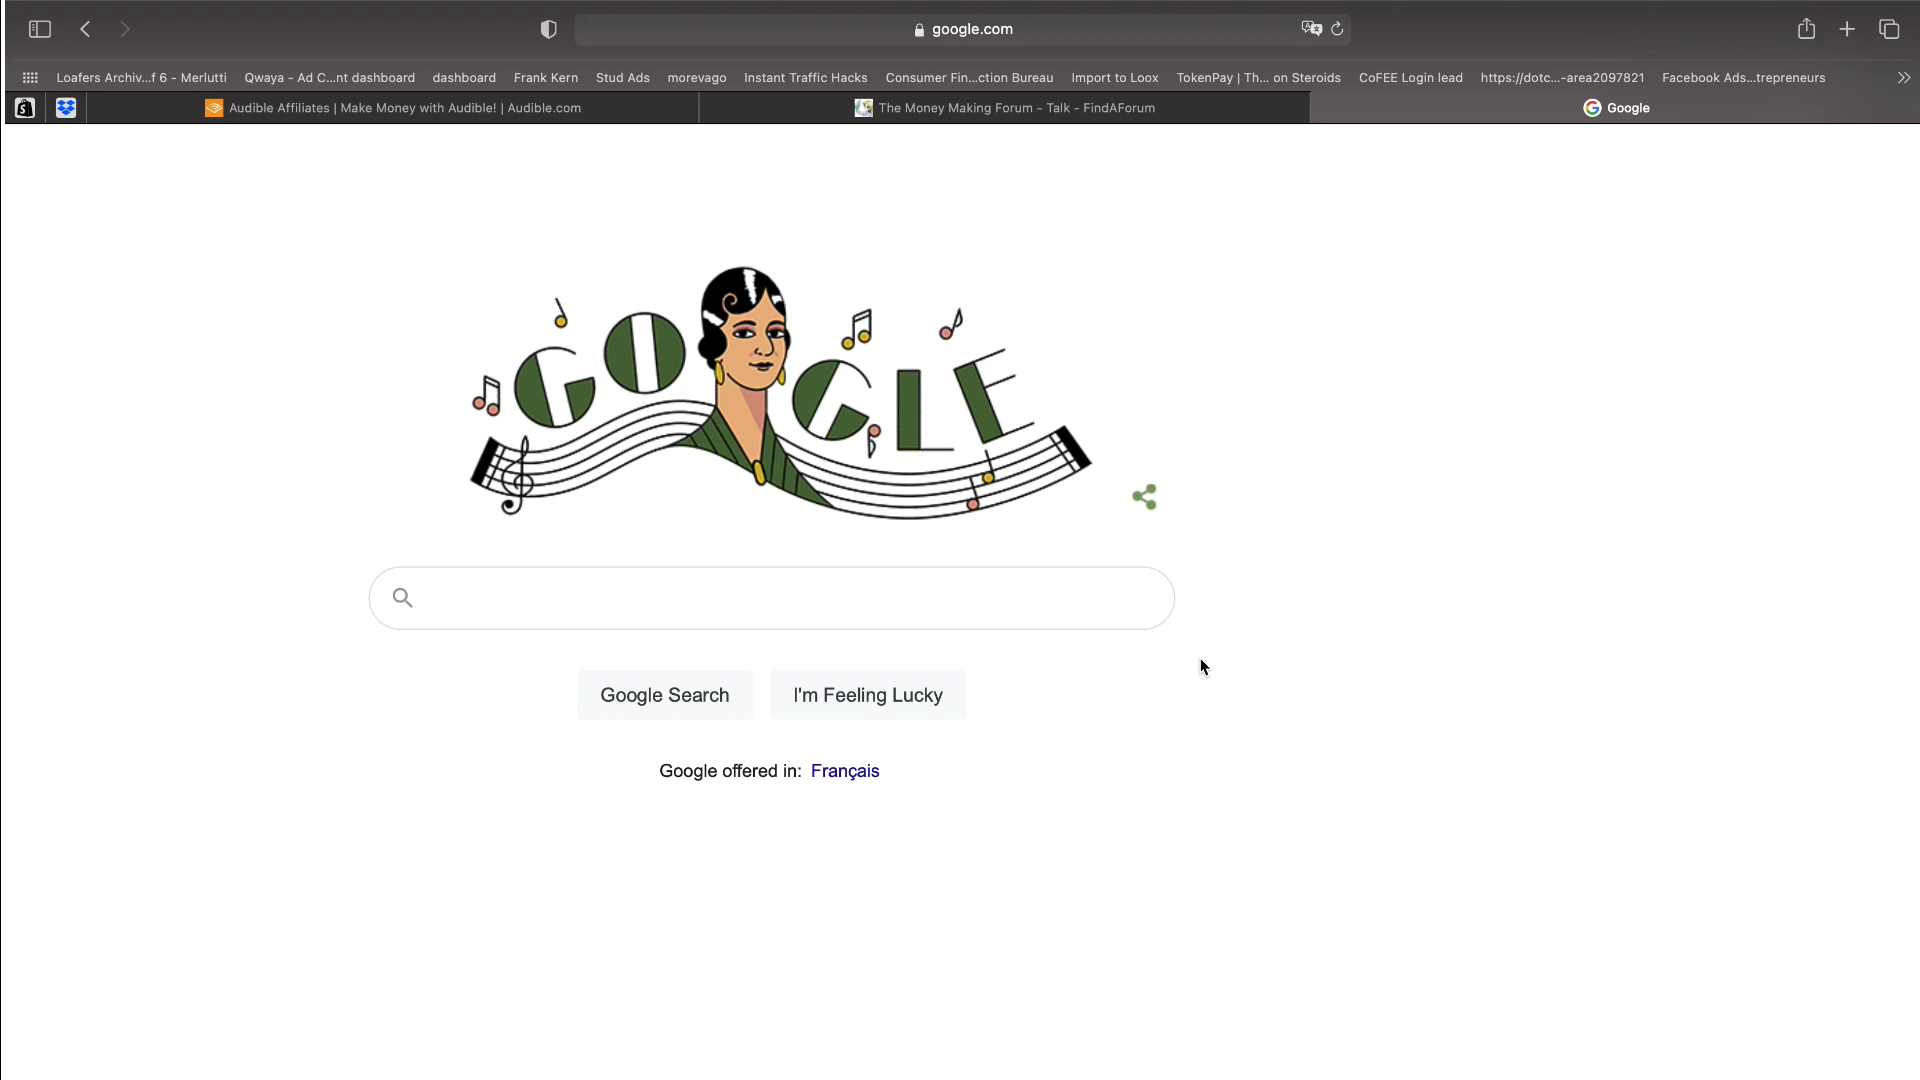 google.com
Loafers Archiv...f 6 - Merlutti Qwaya - Ad C...nt dashboard dashboard Frank Kern Stud Ads morevago Instant Traffic Hacks Consumer Fin...ction Bureau Import to Loox TokenPay | Th... on Steroids CoFEE Login lead https://dotc...-area2097821 Facebook Ads...trepreneurs
Audible Affiliates | Make Money with Audible! | Audible.com The Money Making Forum - Talk - FindAForum Google
GOOGLE
Google Search I'm Feeling Lucky
Google offered in: Français